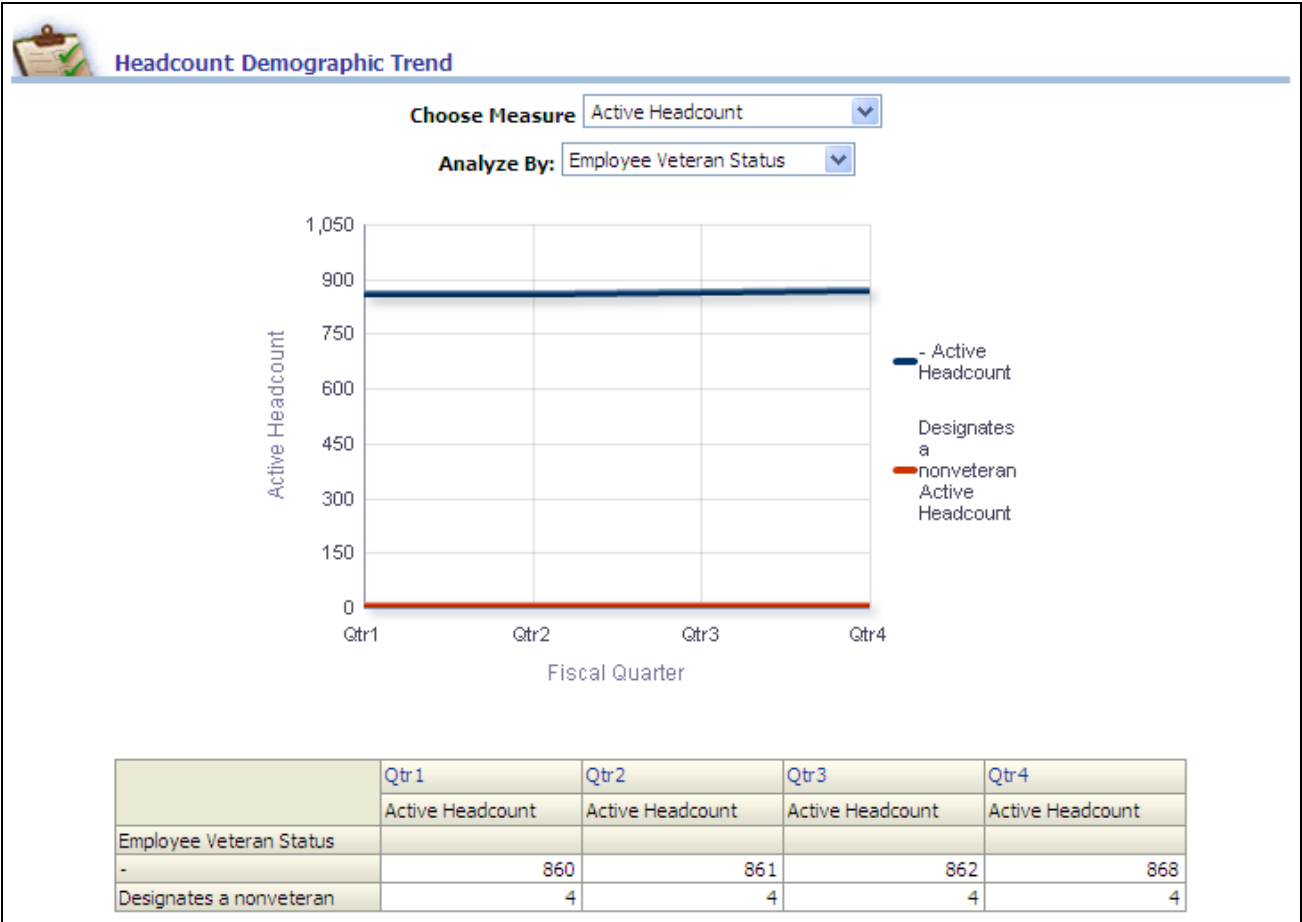 Headcount Demographic Trend
Choose Measure Active Headcount
Analyze By: Employee Veteran Status
1,050
900
750
600
450
300
150
0
Active Headcount
Qtr1 Qtr2 Qtr3 Qtr4
Fiscal Quarter
- Active
Headcount
Designates
a
nonveteran
Active
Headcount
Qtr1 Qtr2 Qtr3 Qtr4
Active Headcount Active Headcount Active Headcount Active Headcount
Employee Veteran Status
- 860 861 862 868
Designates a nonveteran 4 4 4 4